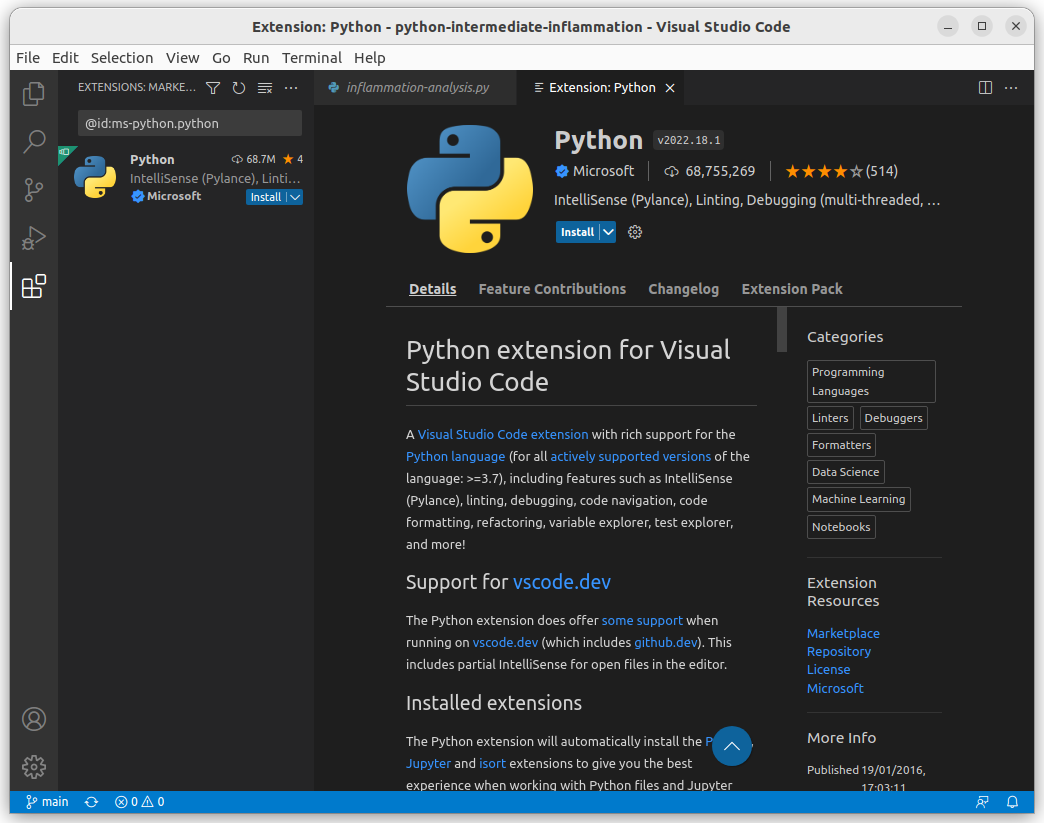 Extension: Python - python-intermediate-inflammation - Visual Studio Code
File Edit Selection View Go Run Terminal Help
EXTENSIONS: MARKE...
@id:ms-python.python
Python 68.7M 4
IntelliSense (Pylance), Linti...
Microsoft Install
inflammation-analysis.py
Extension: Python
Python v2022.18.1
Microsoft 68,755,269 (514)
IntelliSense (Pylance), Linting, Debugging (multi-threaded, ...
Install
Details Feature Contributions Changelog Extension Pack
Python extension for Visual
Studio Code
A Visual Studio Code extension with rich support for the
Python language (for all actively supported versions of the
language: >=3.7), including features such as IntelliSense
(Pylance), linting, debugging, code navigation, code
formatting, refactoring, variable explorer, test explorer,
and more!
Support for vscode.dev
The Python extension does offer some support when
running on vscode.dev (which includes github.dev). This
includes partial IntelliSense for open files in the editor.
Installed extensions
The Python extension will automatically install the
Jupyter and isort extensions to give you the best
experience when working with Python files and Jupyter
Categories
Programming
Languages
Linters
Debuggers
Formatters
Data Science
Machine Learning
Notebooks
Extension
Resources
Marketplace
Repository
License
Microsoft
More Info
Published 19/01/2016,
17:03:11
main 0 0